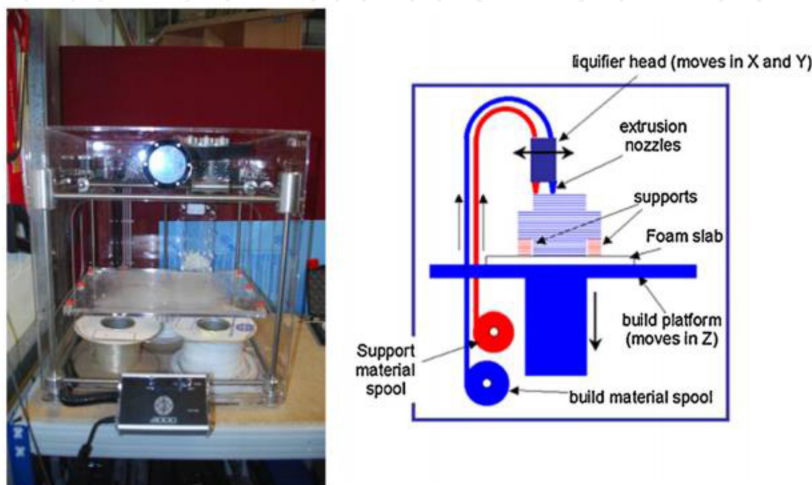 liquifier head (moves in X and Y)
extrusion
nozzles
supports
Foam slab
build platform
(moves in Z)
Support
material
spool
build material spool